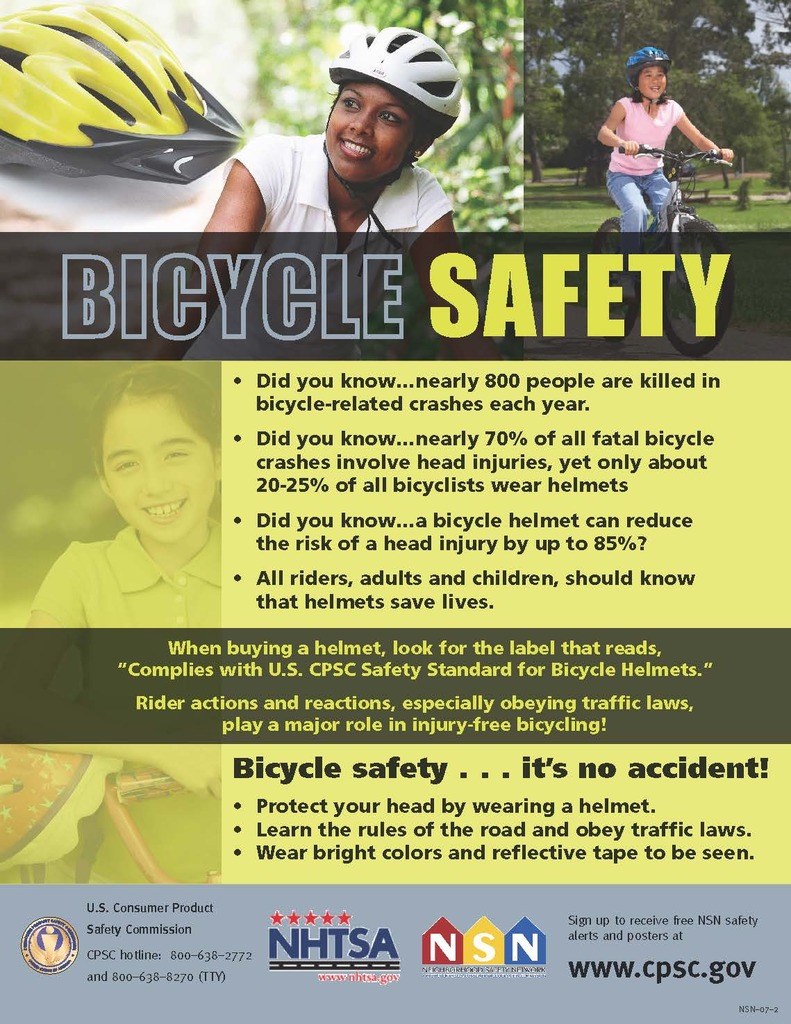 BICYCLE SAFETY
• Did you know...nearly 800 people are killed in
bicycle-related crashes each year.
• Did you know...nearly 70% of all fatal bicycle
crashes involve head injuries, yet only about
20-25% of all bicyclists wear helmets
• Did you know...a bicycle helmet can reduce
the risk of a head injury by up to 85%?
• All riders, adults and children, should know
that helmets save lives.
When buying a helmet, look for the label that reads,
“Complies with U.S. CPSC Safety Standard for Bicycle Helmets.”
Rider actions and reactions, especially obeying traffic laws,
play a major role in injury-free bicycling!
Bicycle safety . . . it’s no accident!
• Protect your head by wearing a helmet.
• Learn the rules of the road and obey traffic laws.
• Wear bright colors and reflective tape to be seen.
U.S. Consumer Product
Safety Commission
CPSC hotline: 800–638–2772
and 800–638–8270 (TTY)
NHTSA
www.nhtsa.gov
NSN
NEIGHBORHOOD SAFETY NETWORK
Sign up to receive free NSN safety
alerts and posters at
www.cpsc.gov
NSN–07–2